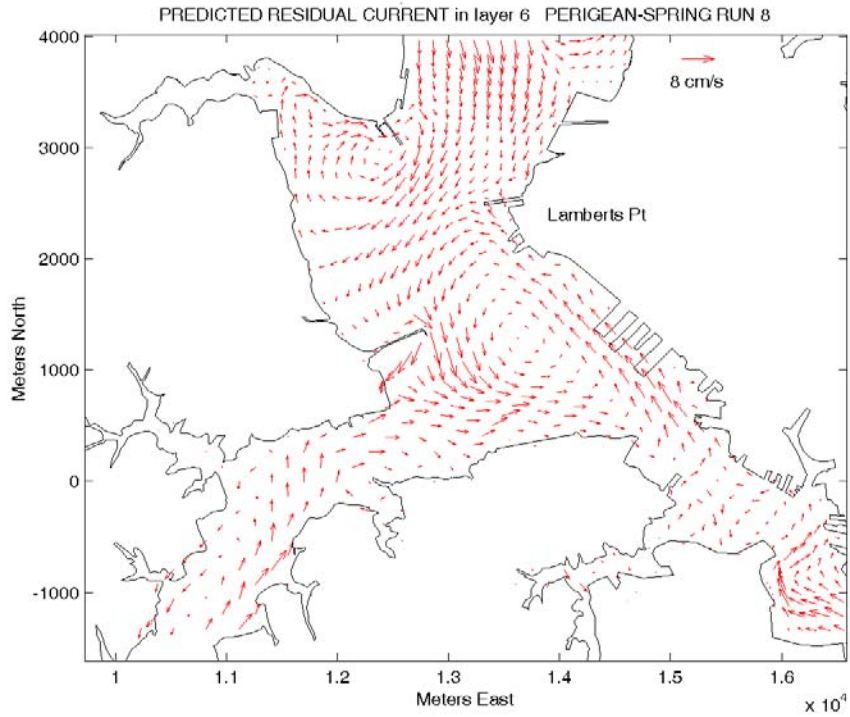 PREDICTED RESIDUAL CURRENT in layer 6 PERIGEAN-SPRING RUN 8
4000
8 cm/s
3000
Lamberts Pt
2000
Meters North
1000
0
-1000
1 1.1 1.2 1.3 1.4 1.5 1.6
Meters East
x 10^4